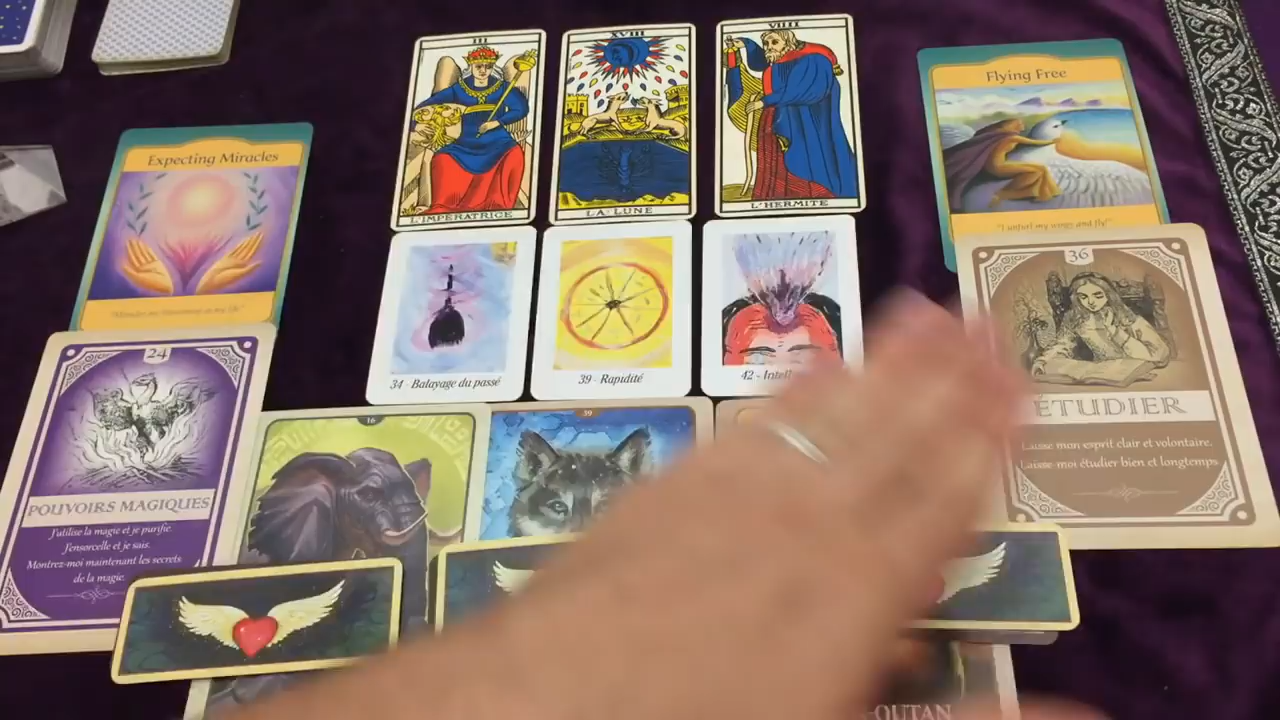 III
L'IMPERATRICE
XVIII
LA LUNE
VIIII
L'HERMITE
Flying Free
"I unfurl my wings and fly!"
Expecting Miracles
34 - Balayage du passé
39 - Rapidité
42 -
36
ÉTUDIER
Laisse mon esprit clair et volontaire.
Laisse-moi étudier bien et longtemps
24
POUVOIRS MAGIQUES
J'utilise la magie et je purifie.
J'ensorcelle et je sais.
Montrez-moi maintenant les secrets
de la magie.
16
39
-OUTAN